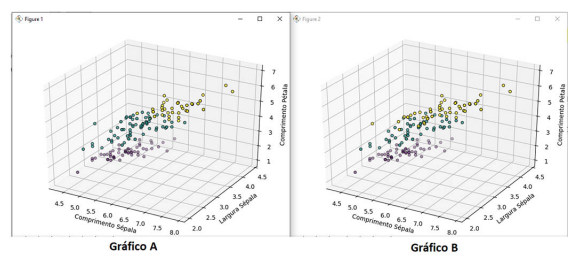 Figure 1
7
6
5
4
3
2
1
Comprimento Pétala
4.5
4.0
3.5
3.0
2.5
2.0
Largura Sépala
4.5 5.0 5.5 6.0 6.5 7.0 7.5 8.0
Comprimento Sépala
Gráfico A
Figure 2
7
6
5
4
3
2
1
Comprimento Pétala
4.5
4.0
3.5
3.0
2.5
2.0
Largura Sépala
4.5 5.0 5.5 6.0 6.5 7.0 7.5 8.0
Comprimento Sépala
Gráfico B